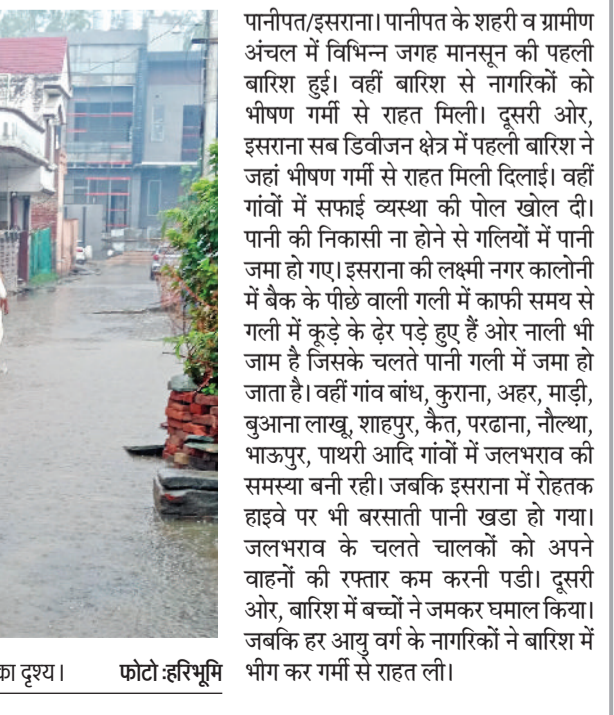 पानीपत/इसराना। पानीपत के शहरी व ग्रामीण
अंचल में विभिन्न जगह मानसून की पहली
बारिश हुई। वहीं बारिश से नागरिकों को
भीषण गर्मी से राहत मिली। दूसरी ओर,
इसराना सब डिवीजन क्षेत्र में पहली बारिश ने
जहां भीषण गर्मी से राहत मिली दिलाई। वहीं
गांवों में सफाई व्यस्था की पोल खोल दी।
पानी की निकासी ना होने से गलियों में पानी
जमा हो गए। इसराना की लक्ष्मी नगर कालोनी
में बैक के पीछे वाली गली में काफी समय से
गली में कूड़े के ढ़ेर पड़े हुए हैं ओर नाली भी
जाम है जिसके चलते पानी गली में जमा हो
जाता है। वहीं गांव बांध, कुराना, अहर, माड़ी,
बुआना लाखू, शाहपुर, कैत, परढाना, नौल्था,
भाऊपुर, पाथरी आदि गांवों में जलभराव की
समस्या बनी रही। जबकि इसराना में रोहतक
हाइवे पर भी बरसाती पानी खडा हो गया।
जलभराव के चलते चालकों को अपने
वाहनों की रफ्तार कम करनी पडी। दूसरी
ओर, बारिश में बच्चों ने जमकर घमाल किया।
जबकि हर आयु वर्ग के नागरिकों ने बारिश में
भीग कर गर्मी से राहत ली।
का दृश्य। फोटो :हरिभूमि